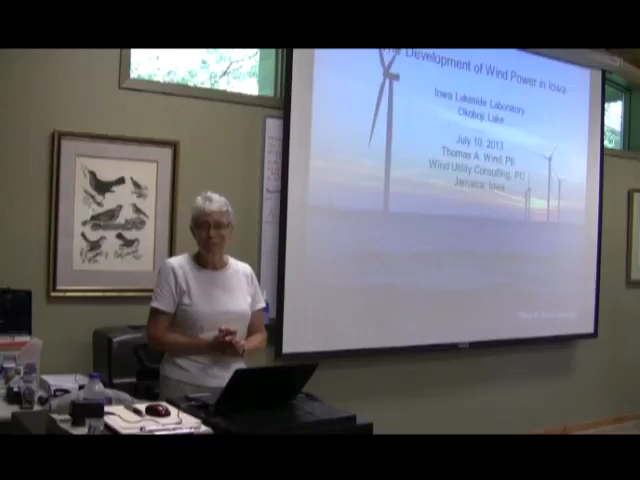 The Development of Wind Power in Iowa
Iowa Lakeside Laboratory
Okoboji Lake
July 10, 2013
Thomas A. Wind, PE
Wind Utility Consulting, PC
Jamaica, Iowa